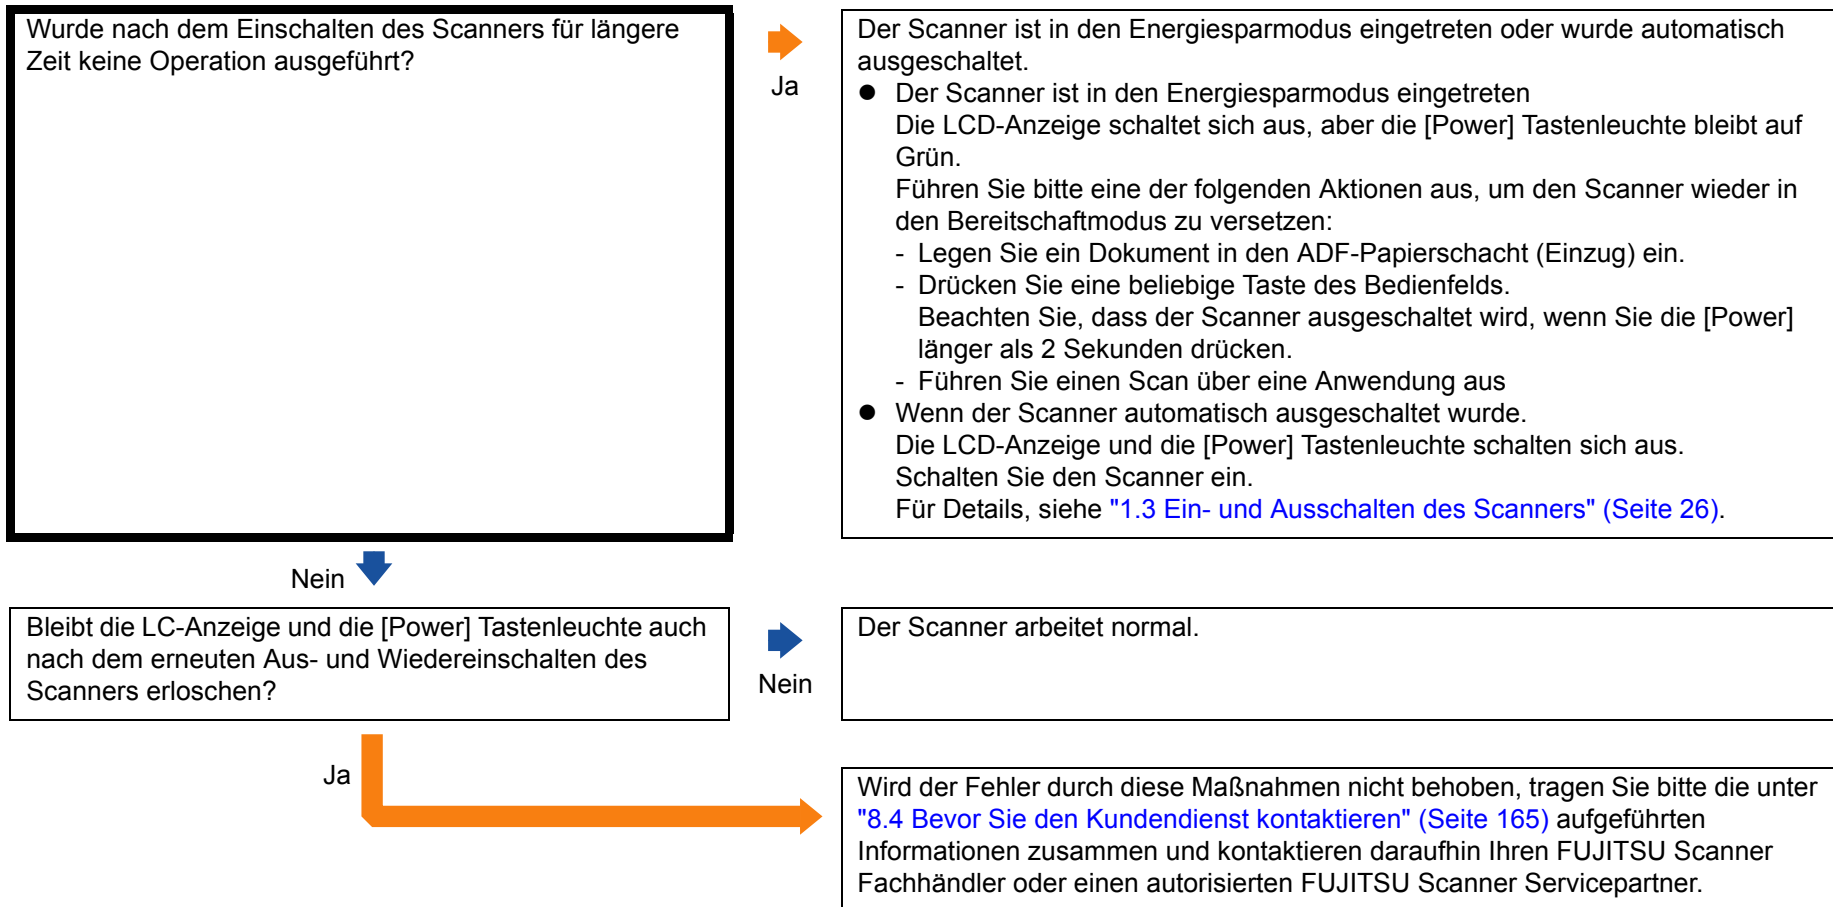 Wurde nach dem Einschalten des Scanners für längere
Zeit keine Operation ausgeführt?
Ja
Der Scanner ist in den Energiesparmodus eingetreten oder wurde automatisch
ausgeschaltet.
● Der Scanner ist in den Energiesparmodus eingetreten
Die LCD-Anzeige schaltet sich aus, aber die [Power] Tastenleuchte bleibt auf
Grün.
Führen Sie bitte eine der folgenden Aktionen aus, um den Scanner wieder in
den Bereitschaftmodus zu versetzen:
- Legen Sie ein Dokument in den ADF-Papierschacht (Einzug) ein.
- Drücken Sie eine beliebige Taste des Bedienfelds.
Beachten Sie, dass der Scanner ausgeschaltet wird, wenn Sie die [Power]
länger als 2 Sekunden drücken.
- Führen Sie einen Scan über eine Anwendung aus
● Wenn der Scanner automatisch ausgeschaltet wurde.
Die LCD-Anzeige und die [Power] Tastenleuchte schalten sich aus.
Schalten Sie den Scanner ein.
Für Details, siehe "1.3 Ein- und Ausschalten des Scanners" (Seite 26).
Nein
Bleibt die LC-Anzeige und die [Power] Tastenleuchte auch
nach dem erneuten Aus- und Wiedereinschalten des
Scanners erloschen?
Nein
Der Scanner arbeitet normal.
Ja
Wird der Fehler durch diese Maßnahmen nicht behoben, tragen Sie bitte die unter
"8.4 Bevor Sie den Kundendienst kontaktieren" (Seite 165) aufgeführten
Informationen zusammen und kontaktieren daraufhin Ihren FUJITSU Scanner
Fachhändler oder einen autorisierten FUJITSU Scanner Servicepartner.